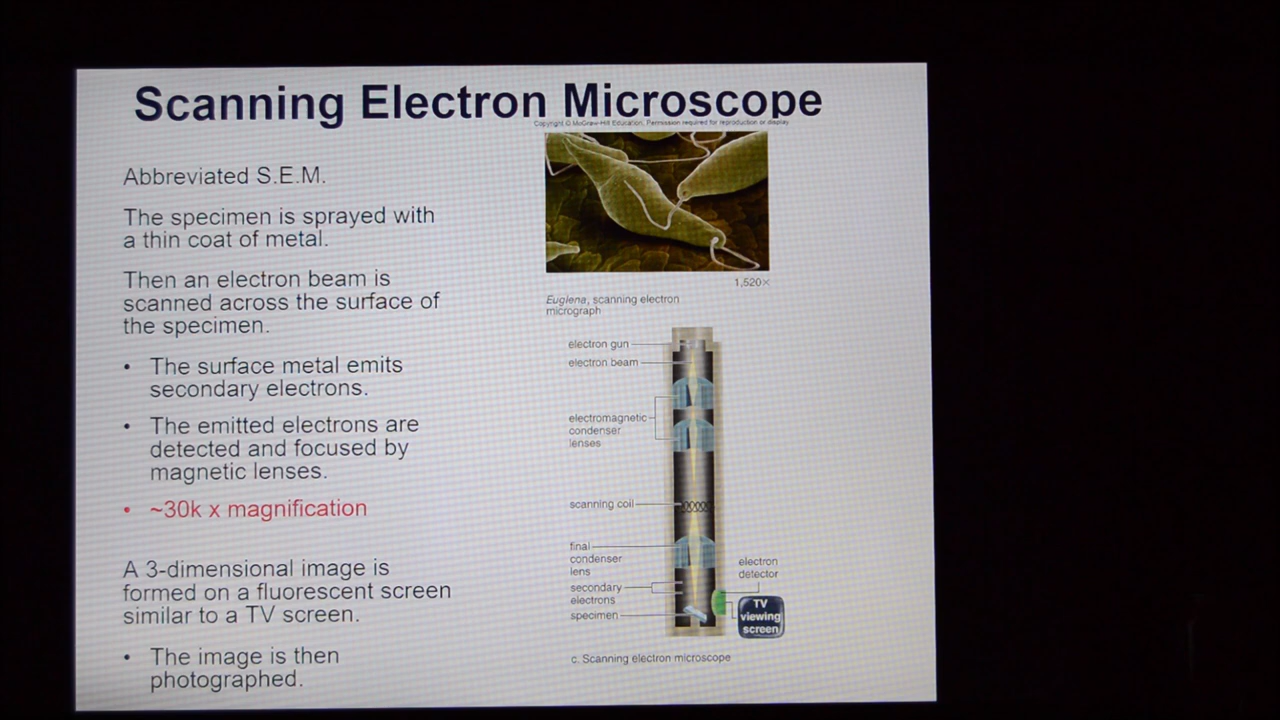 Scanning Electron Microscope
Copyright © McGraw-Hill Education. Permission required for reproduction or display
Abbreviated S.E.M.
The specimen is sprayed with
a thin coat of metal.
Then an electron beam is
scanned across the surface of
the specimen.
• The surface metal emits
secondary electrons.
• The emitted electrons are
detected and focused by
magnetic lenses.
• ~30k x magnification
A 3-dimensional image is
formed on a fluorescent screen
similar to a TV screen.
• The image is then
photographed.
1,520×
Euglena, scanning electron
micrograph
electron gun
electron beam
electromagnetic
condenser
lenses
scanning coil
final
condenser
lens
secondary
electrons
specimen
electron
detector
TV
viewing
screen
c. Scanning electron microscope